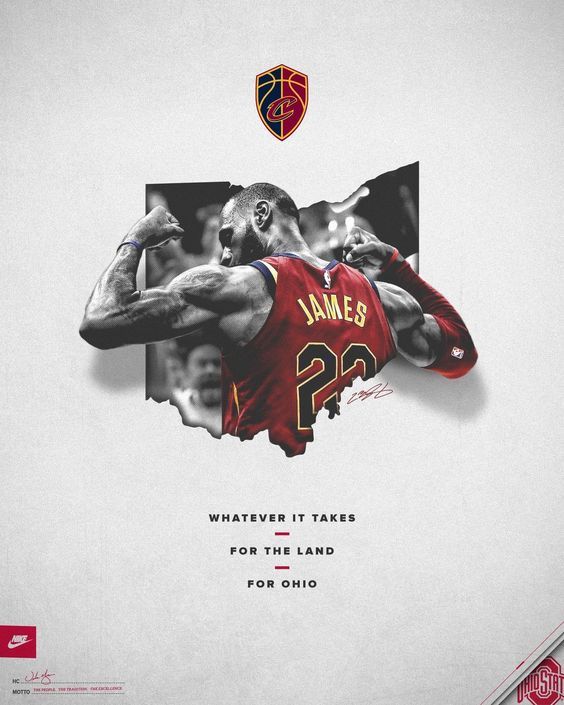 C
JAMES
23
WHATEVER IT TAKES
FOR THE LAND
FOR OHIO
NIKE
HC
MOTTO THE PEOPLE. THE TRADITION. THE EXCELLENCE.
OHIO STATE